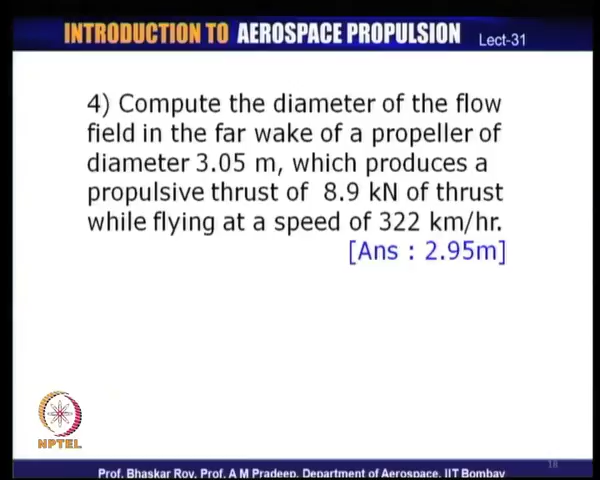 INTRODUCTION TO AEROSPACE PROPULSION Lect-31
4) Compute the diameter of the flow
field in the far wake of a propeller of
diameter 3.05 m, which produces a
propulsive thrust of 8.9 kN of thrust
while flying at a speed of 322 km/hr.
[Ans : 2.95m]
NPTEL
18
Prof. Bhaskar Roy, Prof. A M Pradeep, Department of Aerospace, IIT Bombay